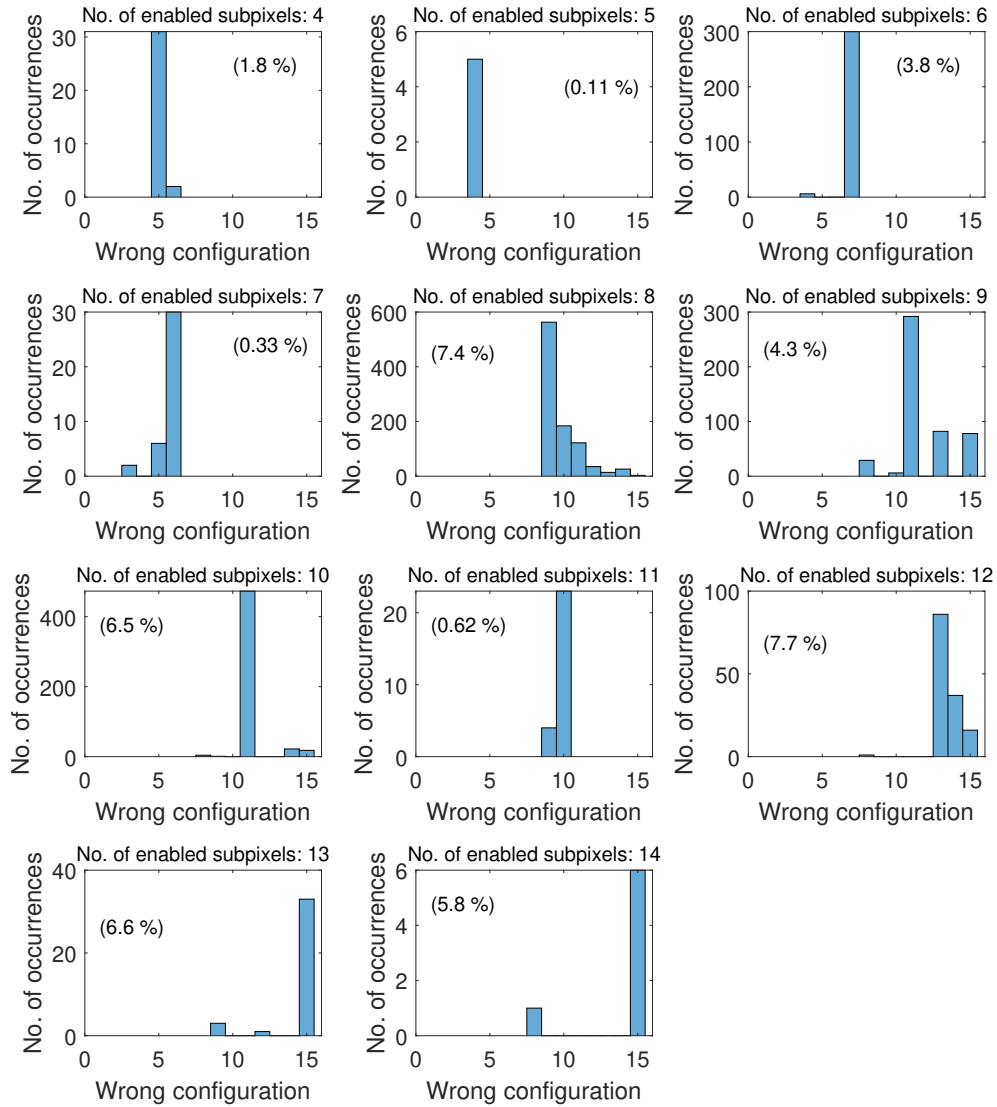 No. of enabled subpixels: 4
No. of occurrences
30
20
10
0
(1.8 %)
0 5 10 15
Wrong configuration
No. of enabled subpixels: 5
No. of occurrences
6
4
2
0
(0.11 %)
0 5 10 15
Wrong configuration
No. of enabled subpixels: 6
No. of occurrences
300
200
100
0
(3.8 %)
0 5 10 15
Wrong configuration
No. of enabled subpixels: 7
No. of occurrences
30
20
10
0
(0.33 %)
0 5 10 15
Wrong configuration
No. of enabled subpixels: 8
No. of occurrences
600
400
200
0
(7.4 %)
0 5 10 15
Wrong configuration
No. of enabled subpixels: 9
No. of occurrences
300
200
100
0
(4.3 %)
0 5 10 15
Wrong configuration
No. of enabled subpixels: 10
No. of occurrences
400
200
0
(6.5 %)
0 5 10 15
Wrong configuration
No. of enabled subpixels: 11
No. of occurrences
20
10
0
(0.62 %)
0 5 10 15
Wrong configuration
No. of enabled subpixels: 12
No. of occurrences
100
50
0
(7.7 %)
0 5 10 15
Wrong configuration
No. of enabled subpixels: 13
No. of occurrences
40
20
0
(6.6 %)
0 5 10 15
Wrong configuration
No. of enabled subpixels: 14
No. of occurrences
6
4
2
0
(5.8 %)
0 5 10 15
Wrong configuration